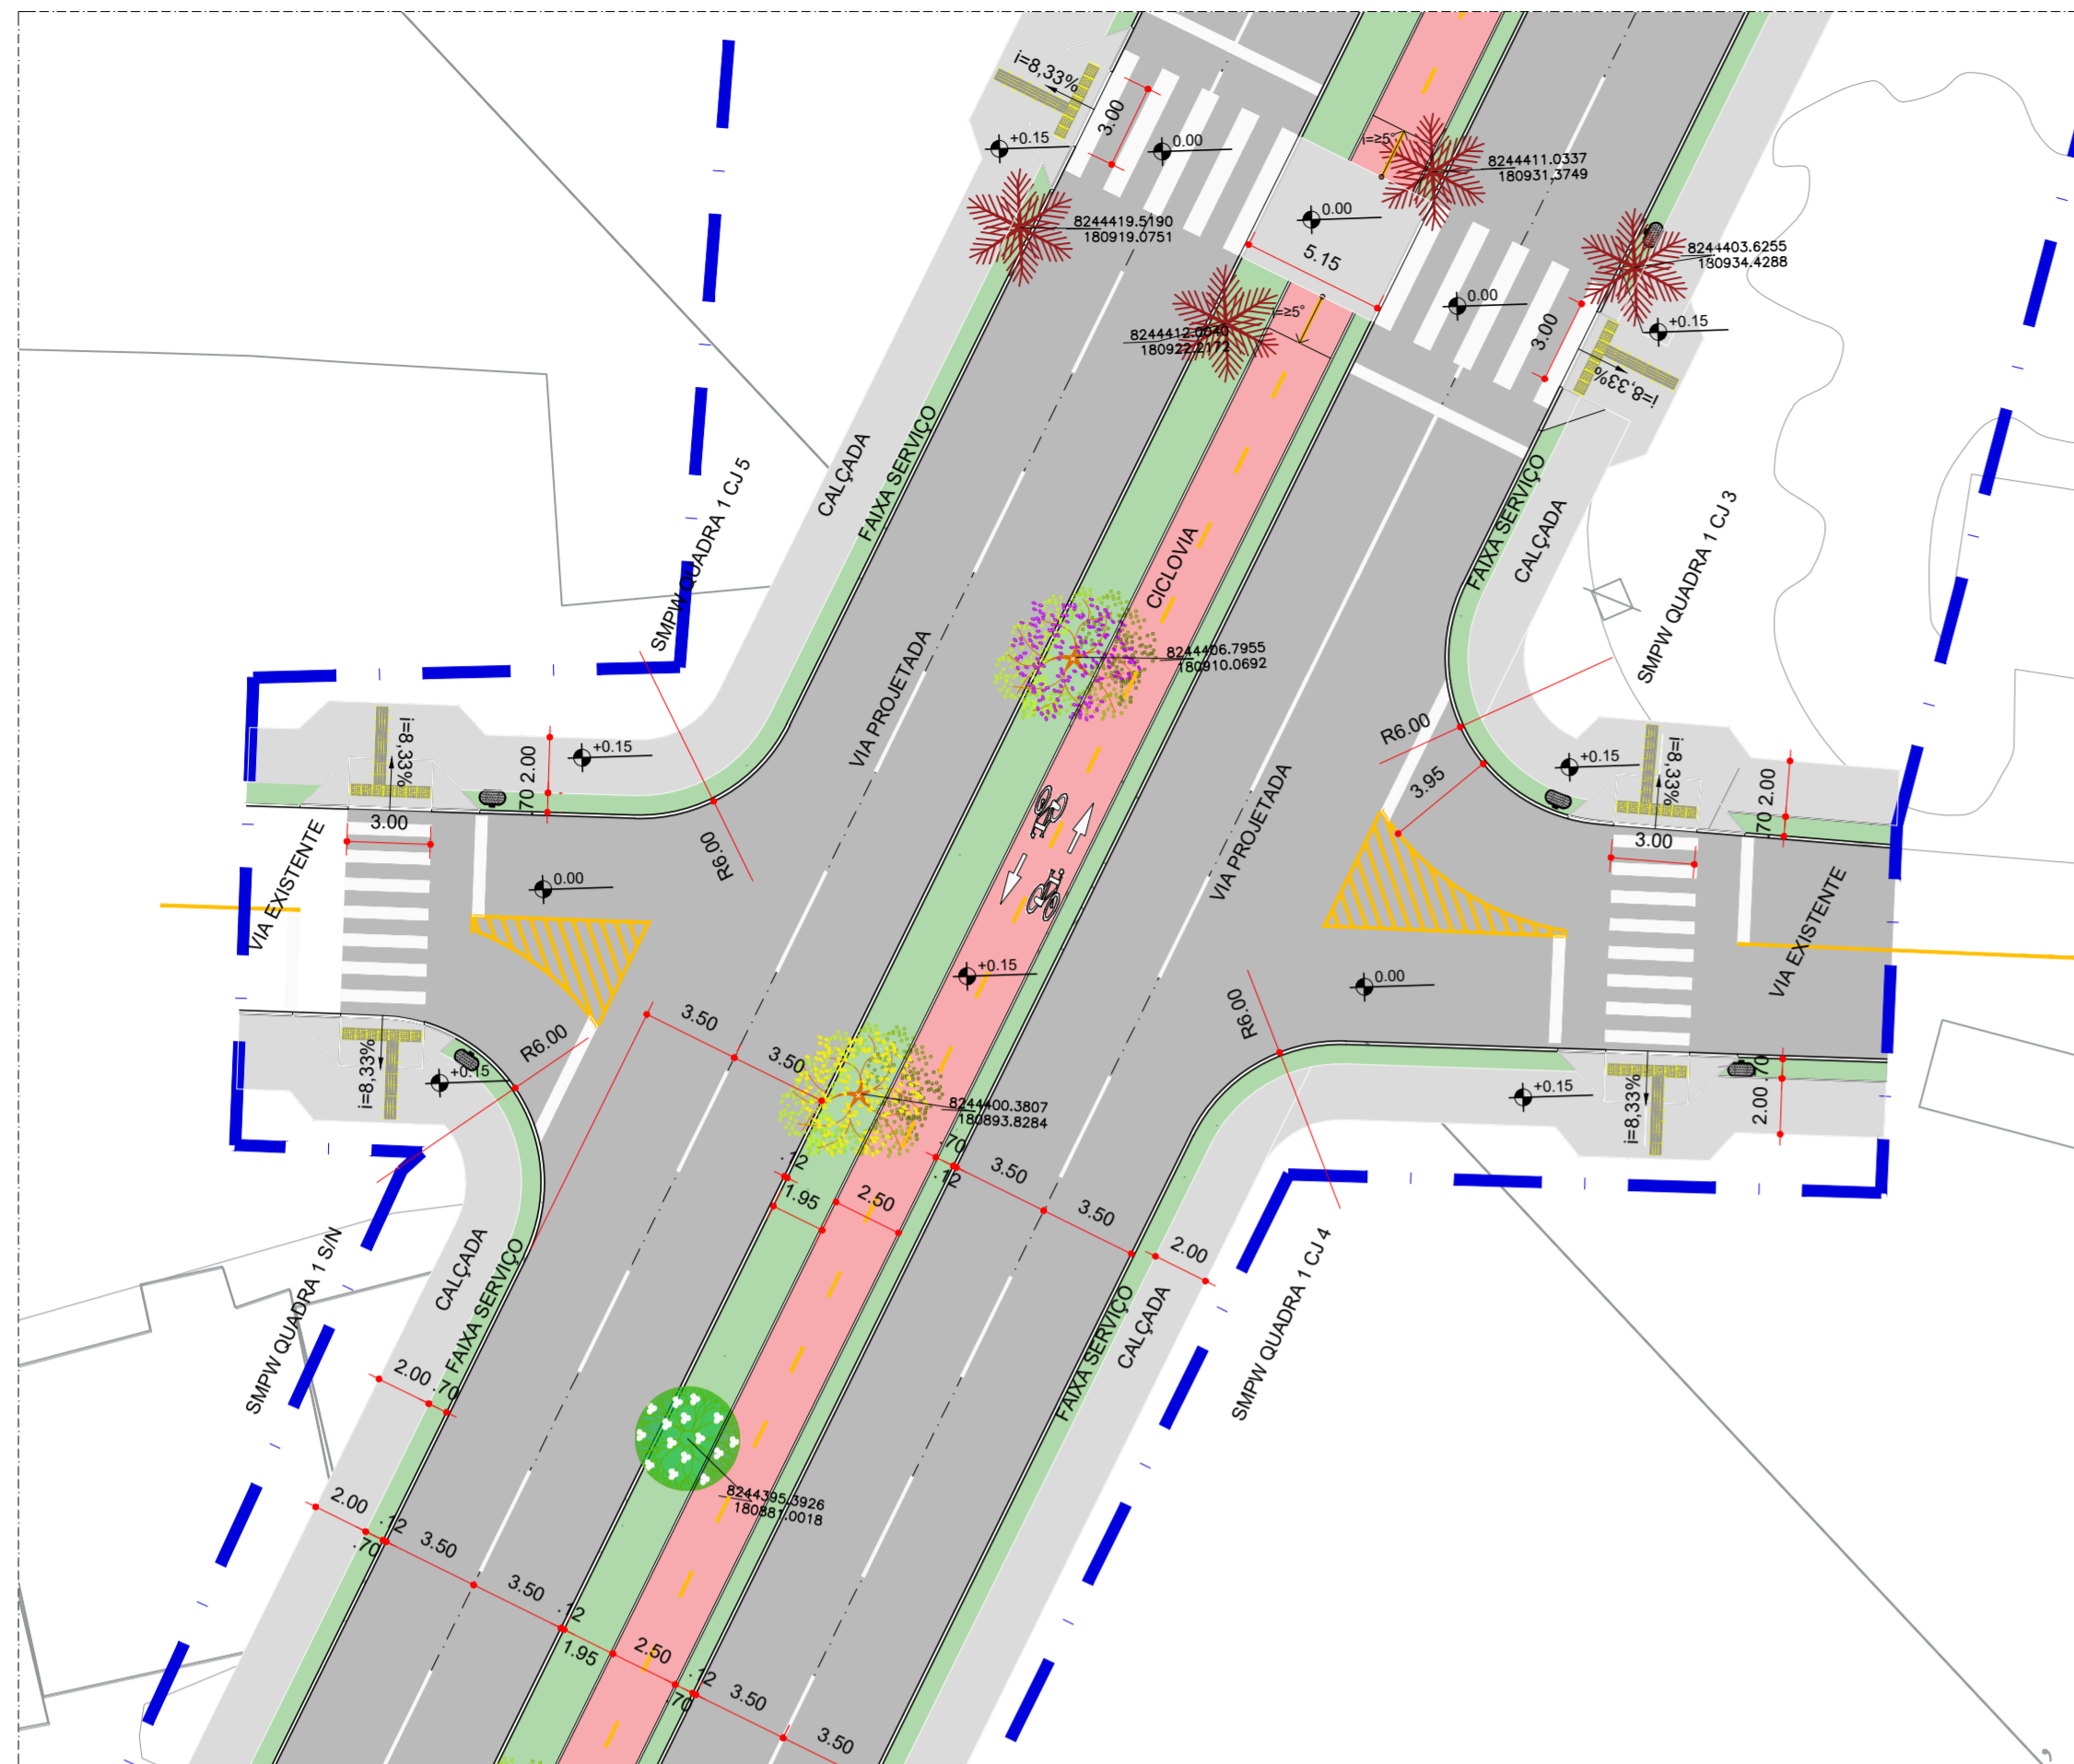 i=8,33%
3.00
+0.15
0.00
8244419.5190
180919.0751
i=≥5°
8244411.0337
180931.3749
0.00
5.15
8244403.6255
180934.4288
0.00
+0.15
3.00
i=8,33%
i=≥5°
8244412.0640
180922.2172
CALÇADA
FAIXA SERVIÇO
SMPW QUADRA 1 CJ 5
CICLOVIA
FAIXA SERVIÇO
CALÇADA
SMPW QUADRA 1 CJ 3
8244406.7955
180910.0692
VIA PROJETADA
VIA PROJETADA
i=8,33%
.70 2.00
+0.15
3.00
R6.00
VIA EXISTENTE
0.00
R6.00
3.95
+0.15
i=8,33%
.70 2.00
3.00
VIA EXISTENTE
+0.15
0.00
R6.00
R6.00
i=8,33%
+0.15
3.50
3.50
8244400.3807
180893.8284
.12
1.95
2.50
.70
.12
3.50
3.50
2.00
+0.15
i=8,33%
2.00 .70
CALÇADA
FAIXA SERVIÇO
SMPW QUADRA 1 S/N
2.00 .70
FAIXA SERVIÇO
CALÇADA
SMPW QUADRA 1 CJ 4
8244395.3926
180881.0018
2.00
.12
.70
3.50
3.50
.12
1.95
2.50
.12
.70
3.50
3.50